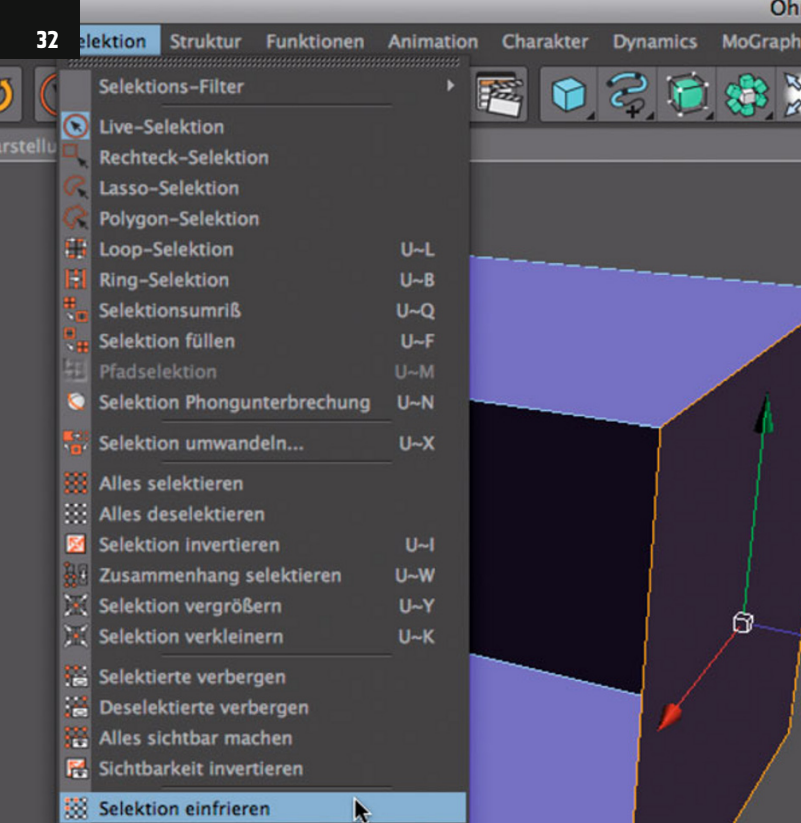 Oh
32
elektion Struktur Funktionen Animation Charakter Dynamics MoGraph
Selektions-Filter
Live-Selektion
Rechteck-Selektion
Lasso-Selektion
Polygon-Selektion
Loop-Selektion U~L
Ring-Selektion U~B
Selektionsumriß U~Q
Selektion füllen U~F
Pfadselektion U~M
Selektion Phongunterbrechung U~N
Selektion umwandeln... U~X
Alles selektieren
Alles deselektieren
Selektion invertieren U~I
Zusammenhang selektieren U~W
Selektion vergrößern U~Y
Selektion verkleinern U~K
Selektierte verbergen
Deselektierte verbergen
Alles sichtbar machen
Sichtbarkeit invertieren
Selektion einfrieren